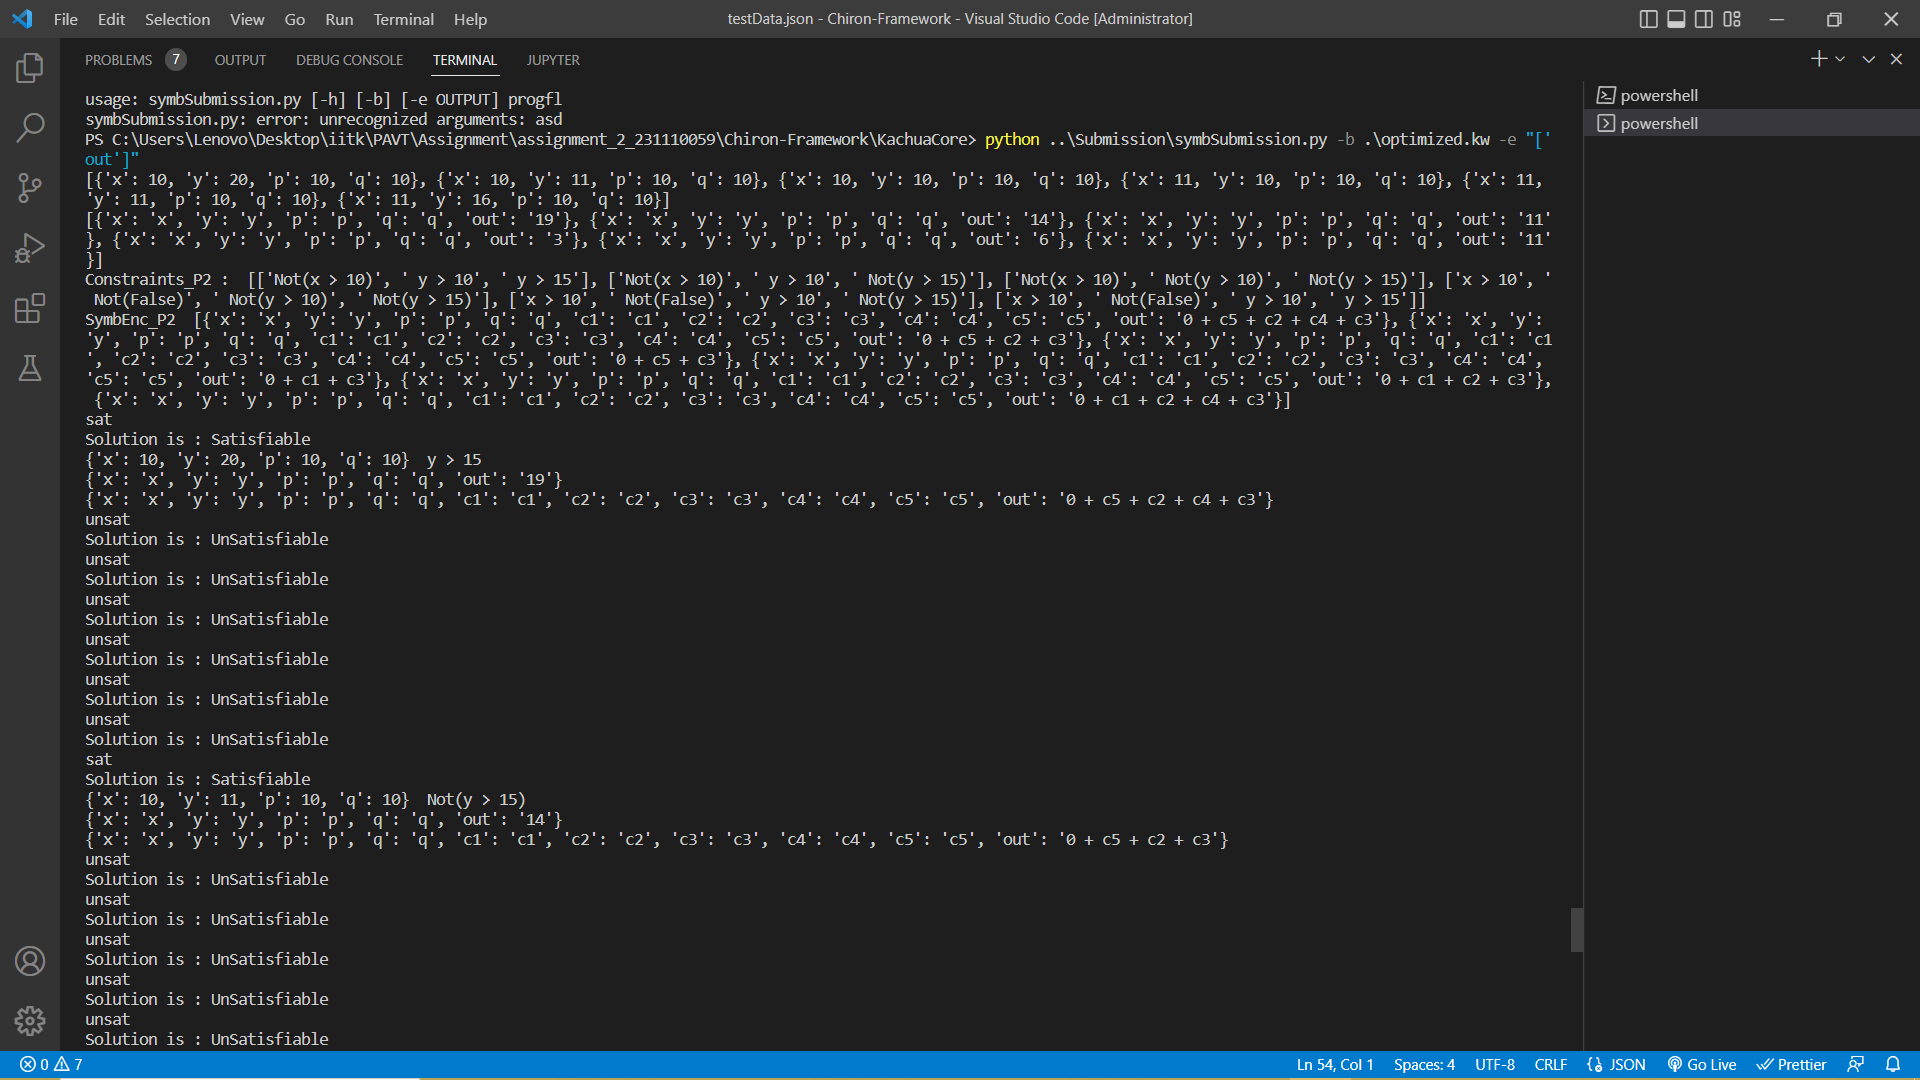 File Edit Selection View Go Run Terminal Help
testData.json - Chiron-Framework - Visual Studio Code [Administrator]
PROBLEMS 7 OUTPUT DEBUG CONSOLE TERMINAL JUPYTER
usage: symbSubmission.py [-h] [-b] [-e OUTPUT] progfl
symbSubmission.py: error: unrecognized arguments: asd
PS C:\Users\Lenovo\Desktop\iitk\PAVT\Assignment\assignment_2_231110059\Chiron-Framework\KachuaCore> python ..\Submission\symbSubmission.py -b .\optimized.kw -e "['
out']"
[{'x': 10, 'y': 20, 'p': 10, 'q': 10}, {'x': 10, 'y': 11, 'p': 10, 'q': 10}, {'x': 10, 'y': 10, 'p': 10, 'q': 10}, {'x': 11, 'y': 10, 'p': 10, 'q': 10}, {'x': 11,
'y': 11, 'p': 10, 'q': 10}, {'x': 11, 'y': 16, 'p': 10, 'q': 10}]
[{'x': 'x', 'y': 'y', 'p': 'p', 'q': 'q', 'out': '19'}, {'x': 'x', 'y': 'y', 'p': 'p', 'q': 'q', 'out': '14'}, {'x': 'x', 'y': 'y', 'p': 'p', 'q': 'q', 'out': '11'
}, {'x': 'x', 'y': 'y', 'p': 'p', 'q': 'q', 'out': '3'}, {'x': 'x', 'y': 'y', 'p': 'p', 'q': 'q', 'out': '6'}, {'x': 'x', 'y': 'y', 'p': 'p', 'q': 'q', 'out': '11'
}]
Constraints_P2 :  [['Not(x > 10)', ' y > 10', ' y > 15'], ['Not(x > 10)', ' y > 10', ' Not(y > 15)'], ['Not(x > 10)', ' Not(y > 10)', ' Not(y > 15)'], ['x > 10', '
 Not(False)', ' Not(y > 10)', ' Not(y > 15)'], ['x > 10', ' Not(False)', ' y > 10', ' Not(y > 15)'], ['x > 10', ' Not(False)', ' y > 10', ' y > 15']]
SymbEnc_P2  [{'x': 'x', 'y': 'y', 'p': 'p', 'q': 'q', 'c1': 'c1', 'c2': 'c2', 'c3': 'c3', 'c4': 'c4', 'c5': 'c5', 'out': '0 + c5 + c2 + c4 + c3'}, {'x': 'x', 'y':
'y', 'p': 'p', 'q': 'q', 'c1': 'c1', 'c2': 'c2', 'c3': 'c3', 'c4': 'c4', 'c5': 'c5', 'out': '0 + c5 + c2 + c3'}, {'x': 'x', 'y': 'y', 'p': 'p', 'q': 'q', 'c1': 'c1
', 'c2': 'c2', 'c3': 'c3', 'c4': 'c4', 'c5': 'c5', 'out': '0 + c5 + c3'}, {'x': 'x', 'y': 'y', 'p': 'p', 'q': 'q', 'c1': 'c1', 'c2': 'c2', 'c3': 'c3', 'c4': 'c4',
'c5': 'c5', 'out': '0 + c1 + c3'}, {'x': 'x', 'y': 'y', 'p': 'p', 'q': 'q', 'c1': 'c1', 'c2': 'c2', 'c3': 'c3', 'c4': 'c4', 'c5': 'c5', 'out': '0 + c1 + c2 + c3'},
 {'x': 'x', 'y': 'y', 'p': 'p', 'q': 'q', 'c1': 'c1', 'c2': 'c2', 'c3': 'c3', 'c4': 'c4', 'c5': 'c5', 'out': '0 + c1 + c2 + c4 + c3'}]
sat
Solution is : Satisfiable
{'x': 10, 'y': 20, 'p': 10, 'q': 10}  y > 15
{'x': 'x', 'y': 'y', 'p': 'p', 'q': 'q', 'out': '19'}
{'x': 'x', 'y': 'y', 'p': 'p', 'q': 'q', 'c1': 'c1', 'c2': 'c2', 'c3': 'c3', 'c4': 'c4', 'c5': 'c5', 'out': '0 + c5 + c2 + c4 + c3'}
unsat
Solution is : UnSatisfiable
unsat
Solution is : UnSatisfiable
unsat
Solution is : UnSatisfiable
unsat
Solution is : UnSatisfiable
unsat
Solution is : UnSatisfiable
unsat
Solution is : UnSatisfiable
sat
Solution is : Satisfiable
{'x': 10, 'y': 11, 'p': 10, 'q': 10}  Not(y > 15)
{'x': 'x', 'y': 'y', 'p': 'p', 'q': 'q', 'out': '14'}
{'x': 'x', 'y': 'y', 'p': 'p', 'q': 'q', 'c1': 'c1', 'c2': 'c2', 'c3': 'c3', 'c4': 'c4', 'c5': 'c5', 'out': '0 + c5 + c2 + c3'}
unsat
Solution is : UnSatisfiable
unsat
Solution is : UnSatisfiable
unsat
Solution is : UnSatisfiable
unsat
Solution is : UnSatisfiable
unsat
Solution is : UnSatisfiable
powershell
powershell
0 7
Ln 54, Col 1 Spaces: 4 UTF-8 CRLF JSON Go Live Prettier